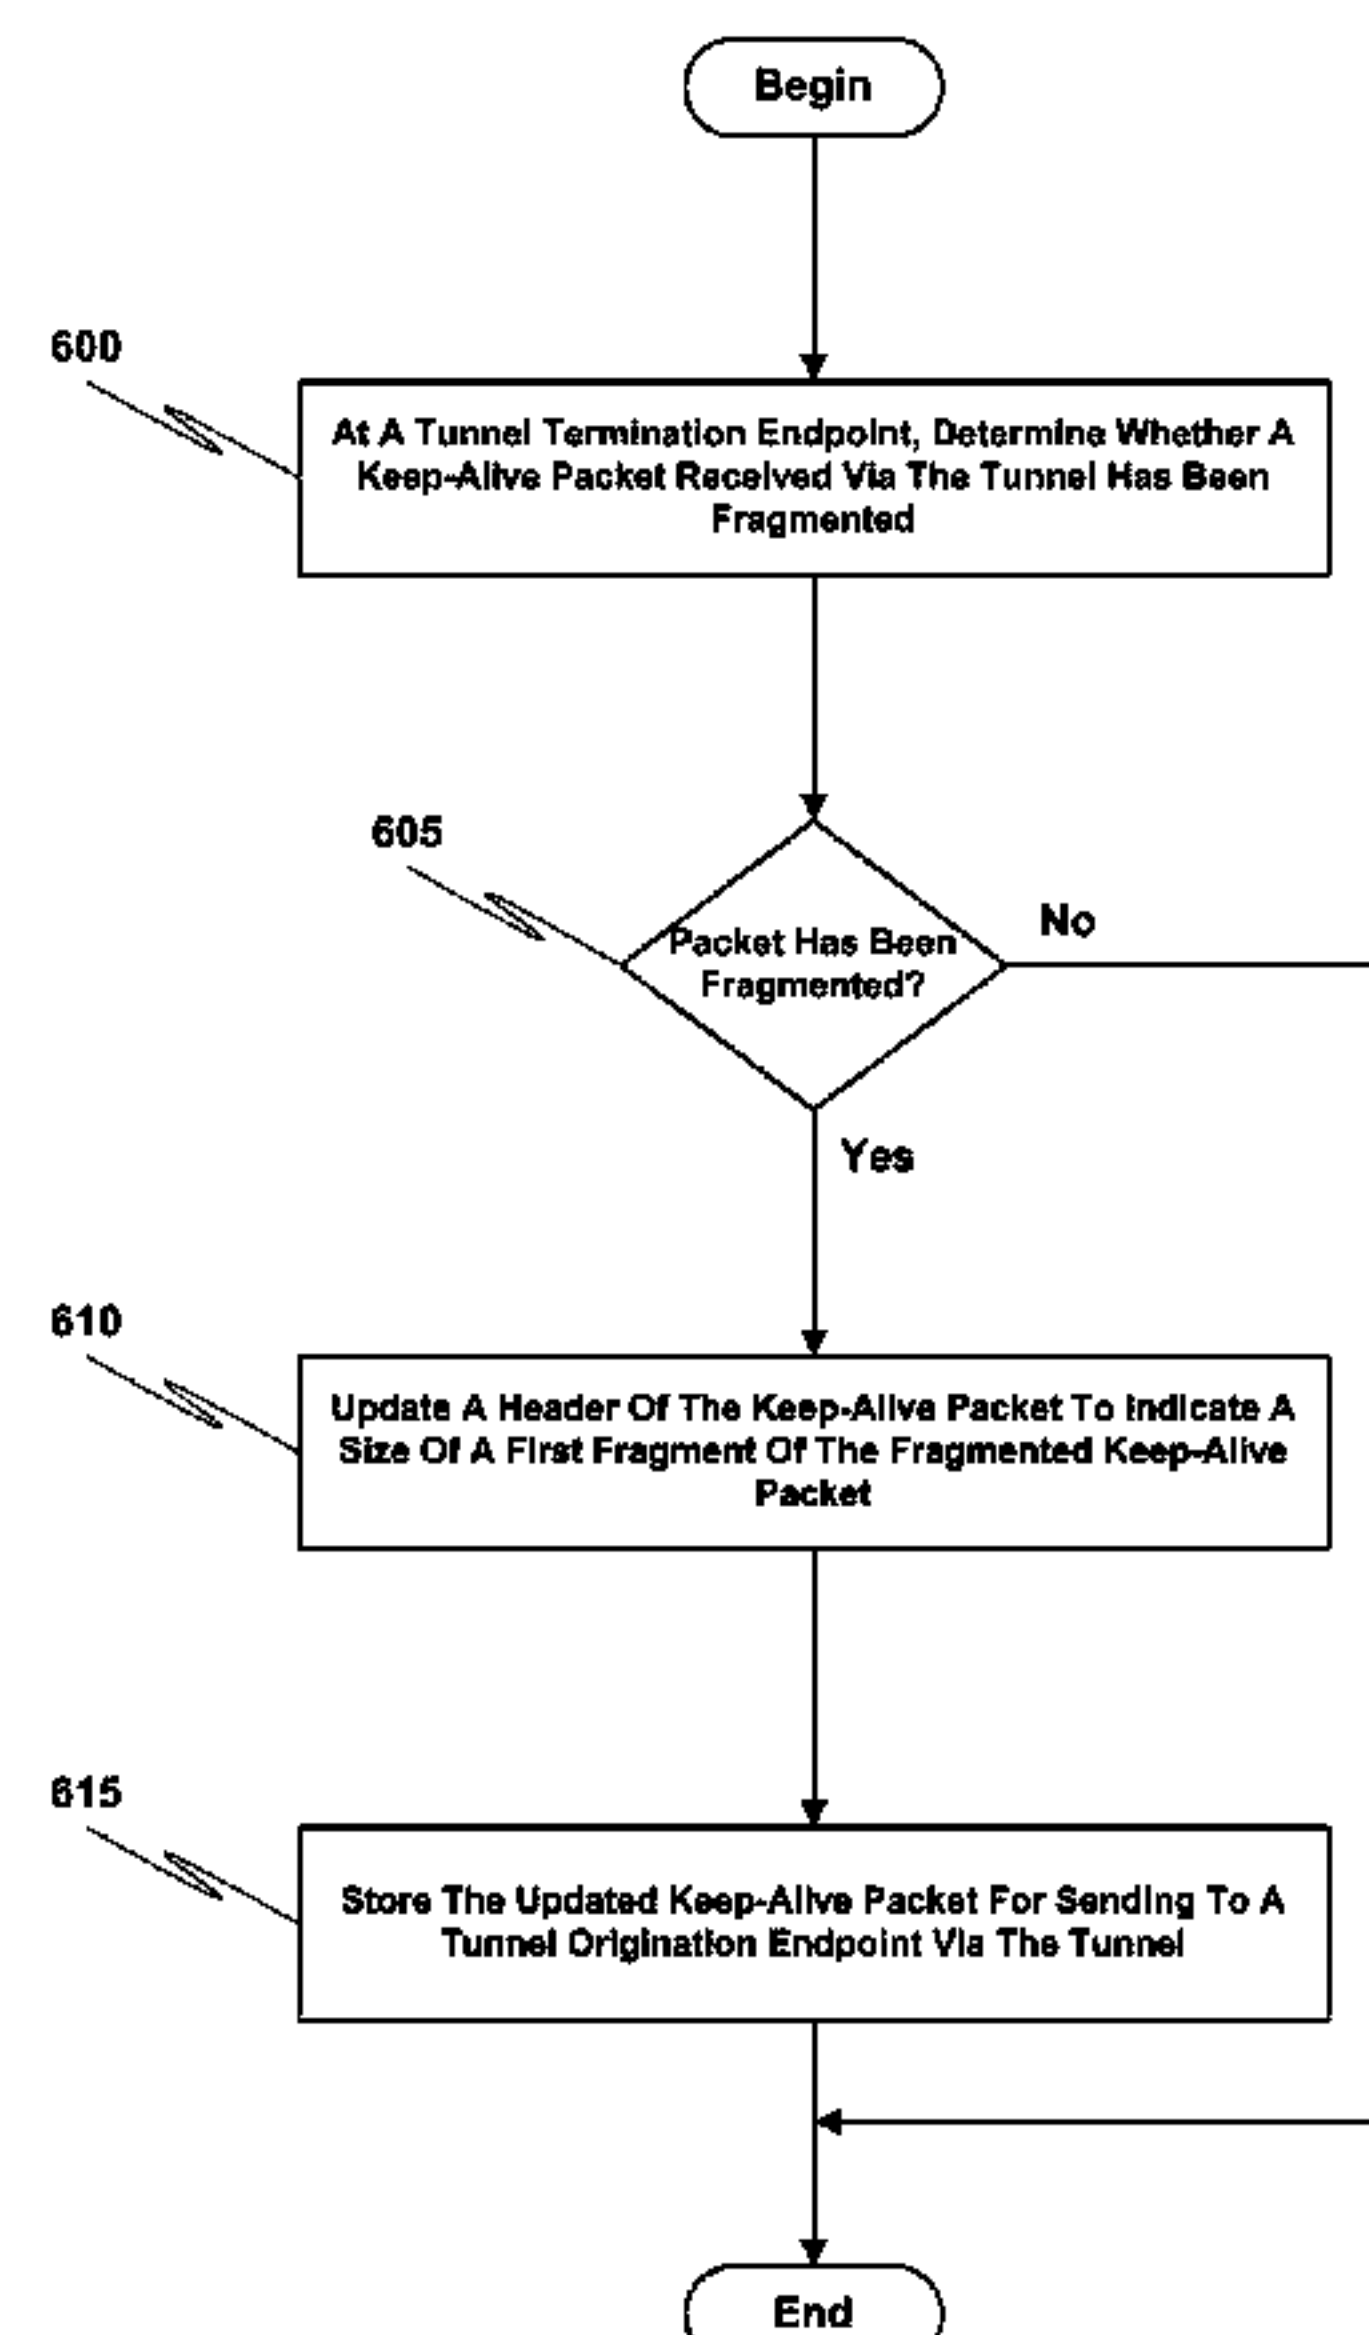 Begin
600
At A Tunnel Termination Endpoint, Determine Whether A
Keep-Alive Packet Received Via The Tunnel Has Been
Fragmented
605
Packet Has Been
Fragmented?
No
Yes
610
Update A Header Of The Keep-Alive Packet To Indicate A
Size Of A First Fragment Of The Fragmented Keep-Alive
Packet
615
Store The Updated Keep-Alive Packet For Sending To A
Tunnel Origination Endpoint Via The Tunnel
End